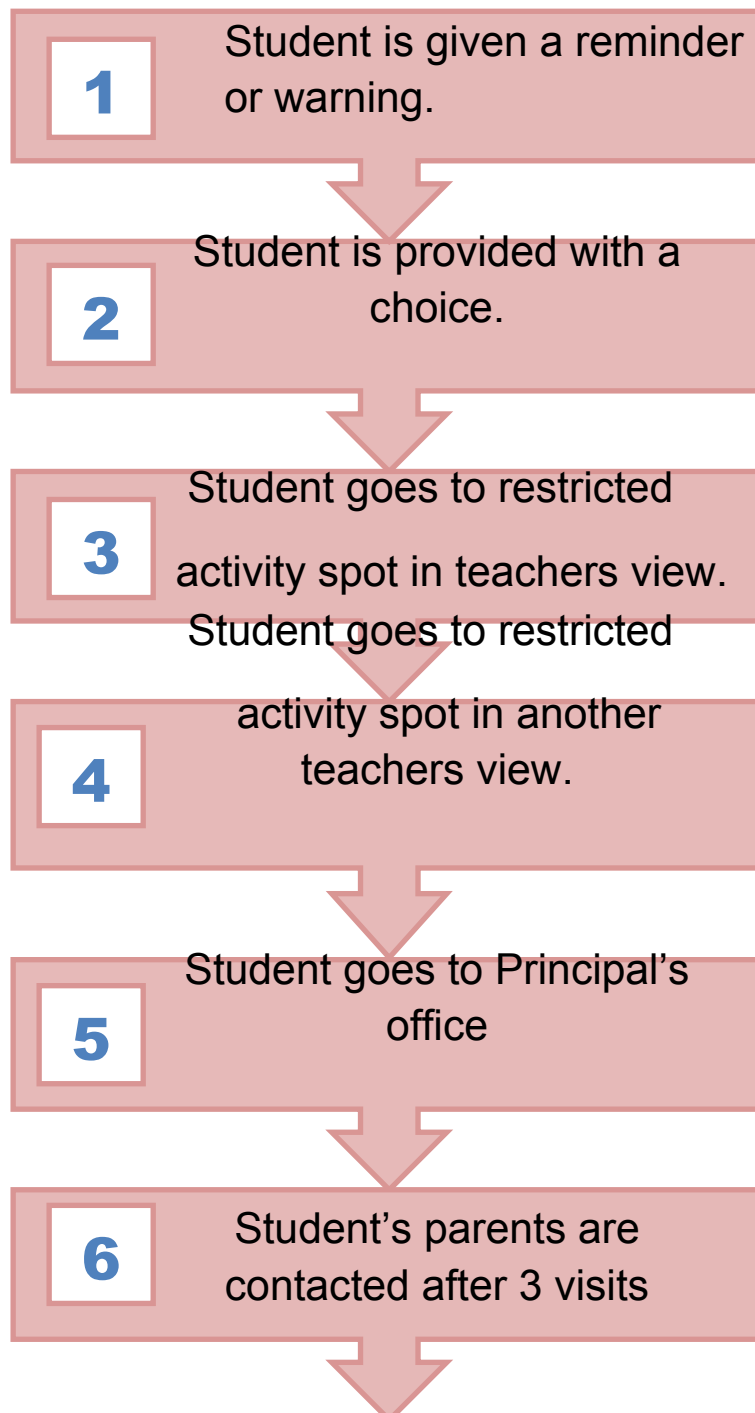 1
Student is given a reminder
or warning.
2
Student is provided with a
choice.
3
Student goes to restricted
activity spot in teachers view.
4
Student goes to restricted
activity spot in another
teachers view.
5
Student goes to Principal’s
office
6
Student’s parents are
contacted after 3 visits